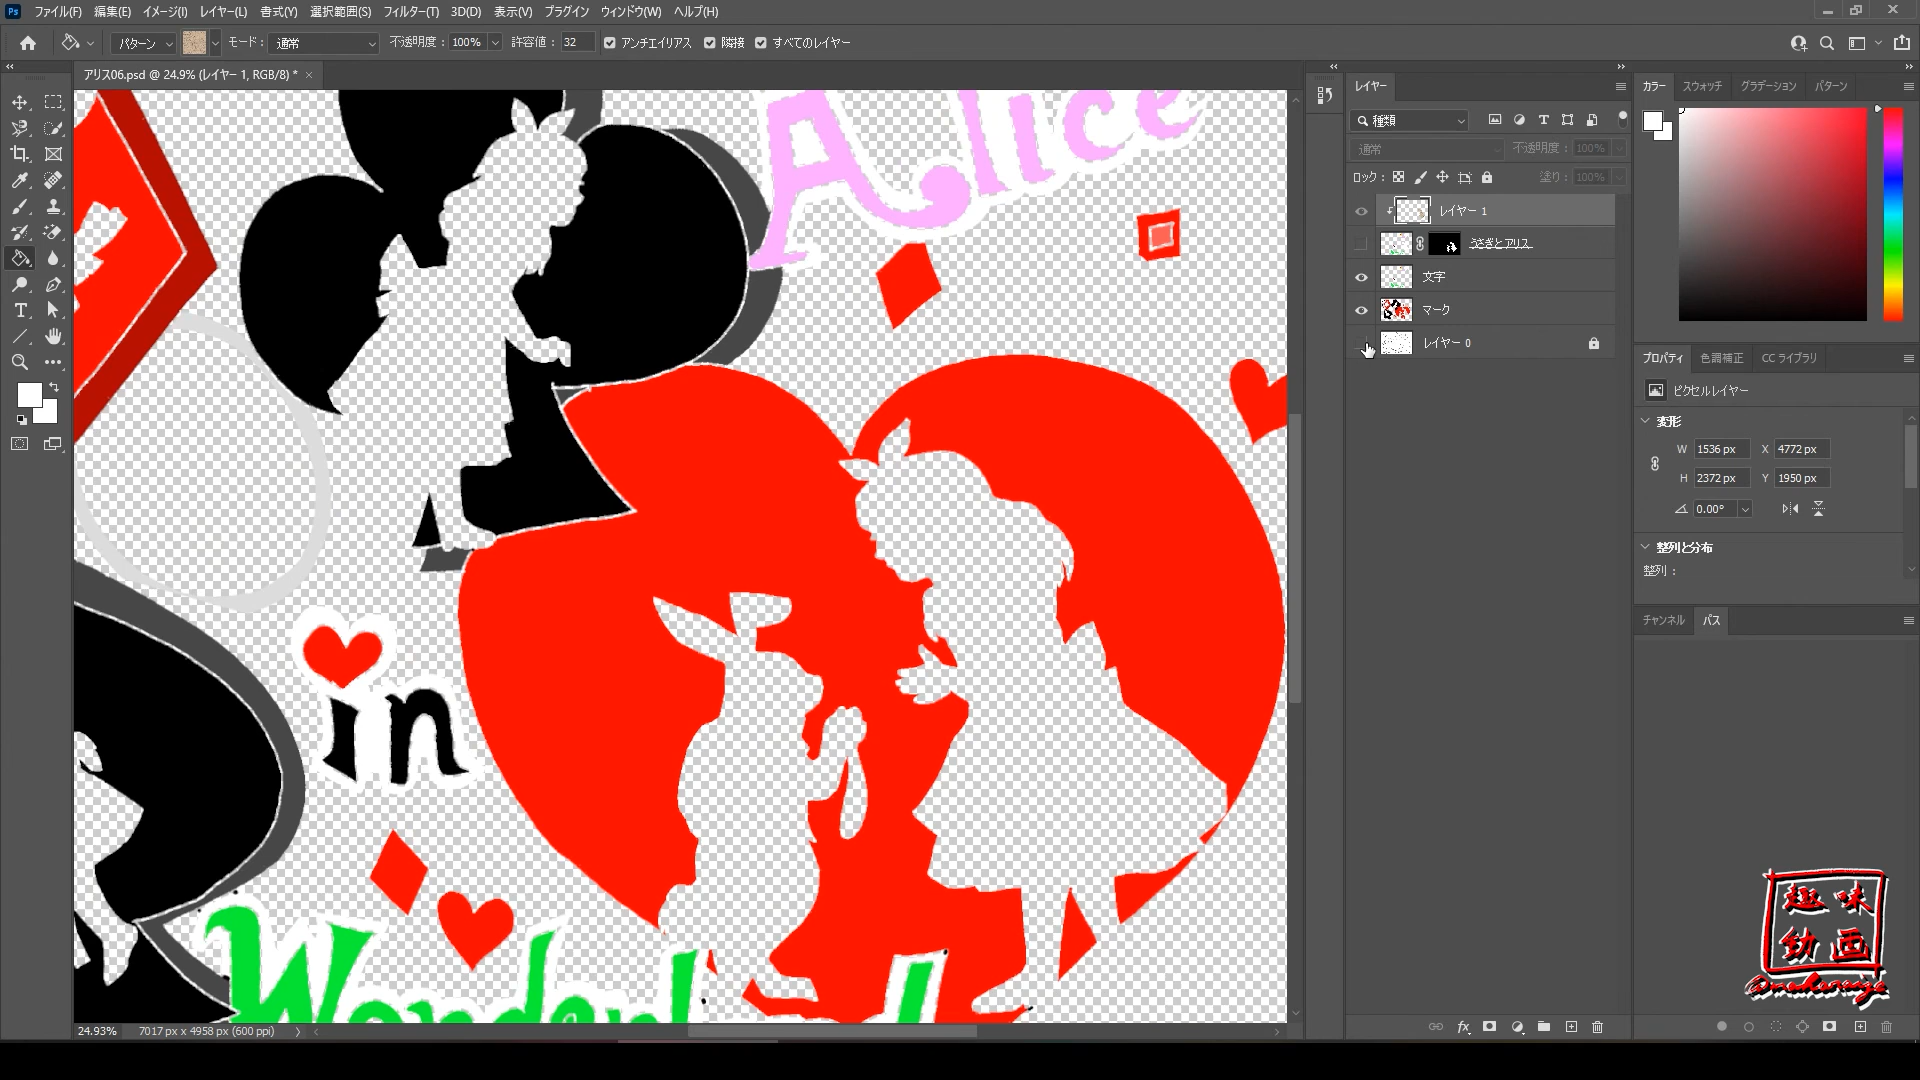 Ps ファイル(F) 編集(E) イメージ(I) レイヤー(L) 書式(Y) 選択範囲(S) フィルター(T) 3D(D) 表示(V) プラグイン ウィンドウ(W) ヘルプ(H)
パターン モード: 通常 不透明度: 100% 許容値: 32 アンチエイリアス 隣接 すべてのレイヤー
アリス06.psd @ 24.9% (レイヤー 1, RGB/8) * ×
Alice
in
24.93% 7017 px x 4958 px (600 ppi)
レイヤー
種類
通常 不透明度: 100%
ロック: 塗り: 100%
レイヤー 1
うさぎとアリス
文字
マーク
レイヤー 0
fx
カラー スウォッチ グラデーション パターン
プロパティ 色調補正 CC ライブラリ
ピクセルレイヤー
変形
W 1536 px X 4772 px
H 2372 px Y 1950 px
0.00°
整列と分布
整列:
チャンネル パス
趣味
動画